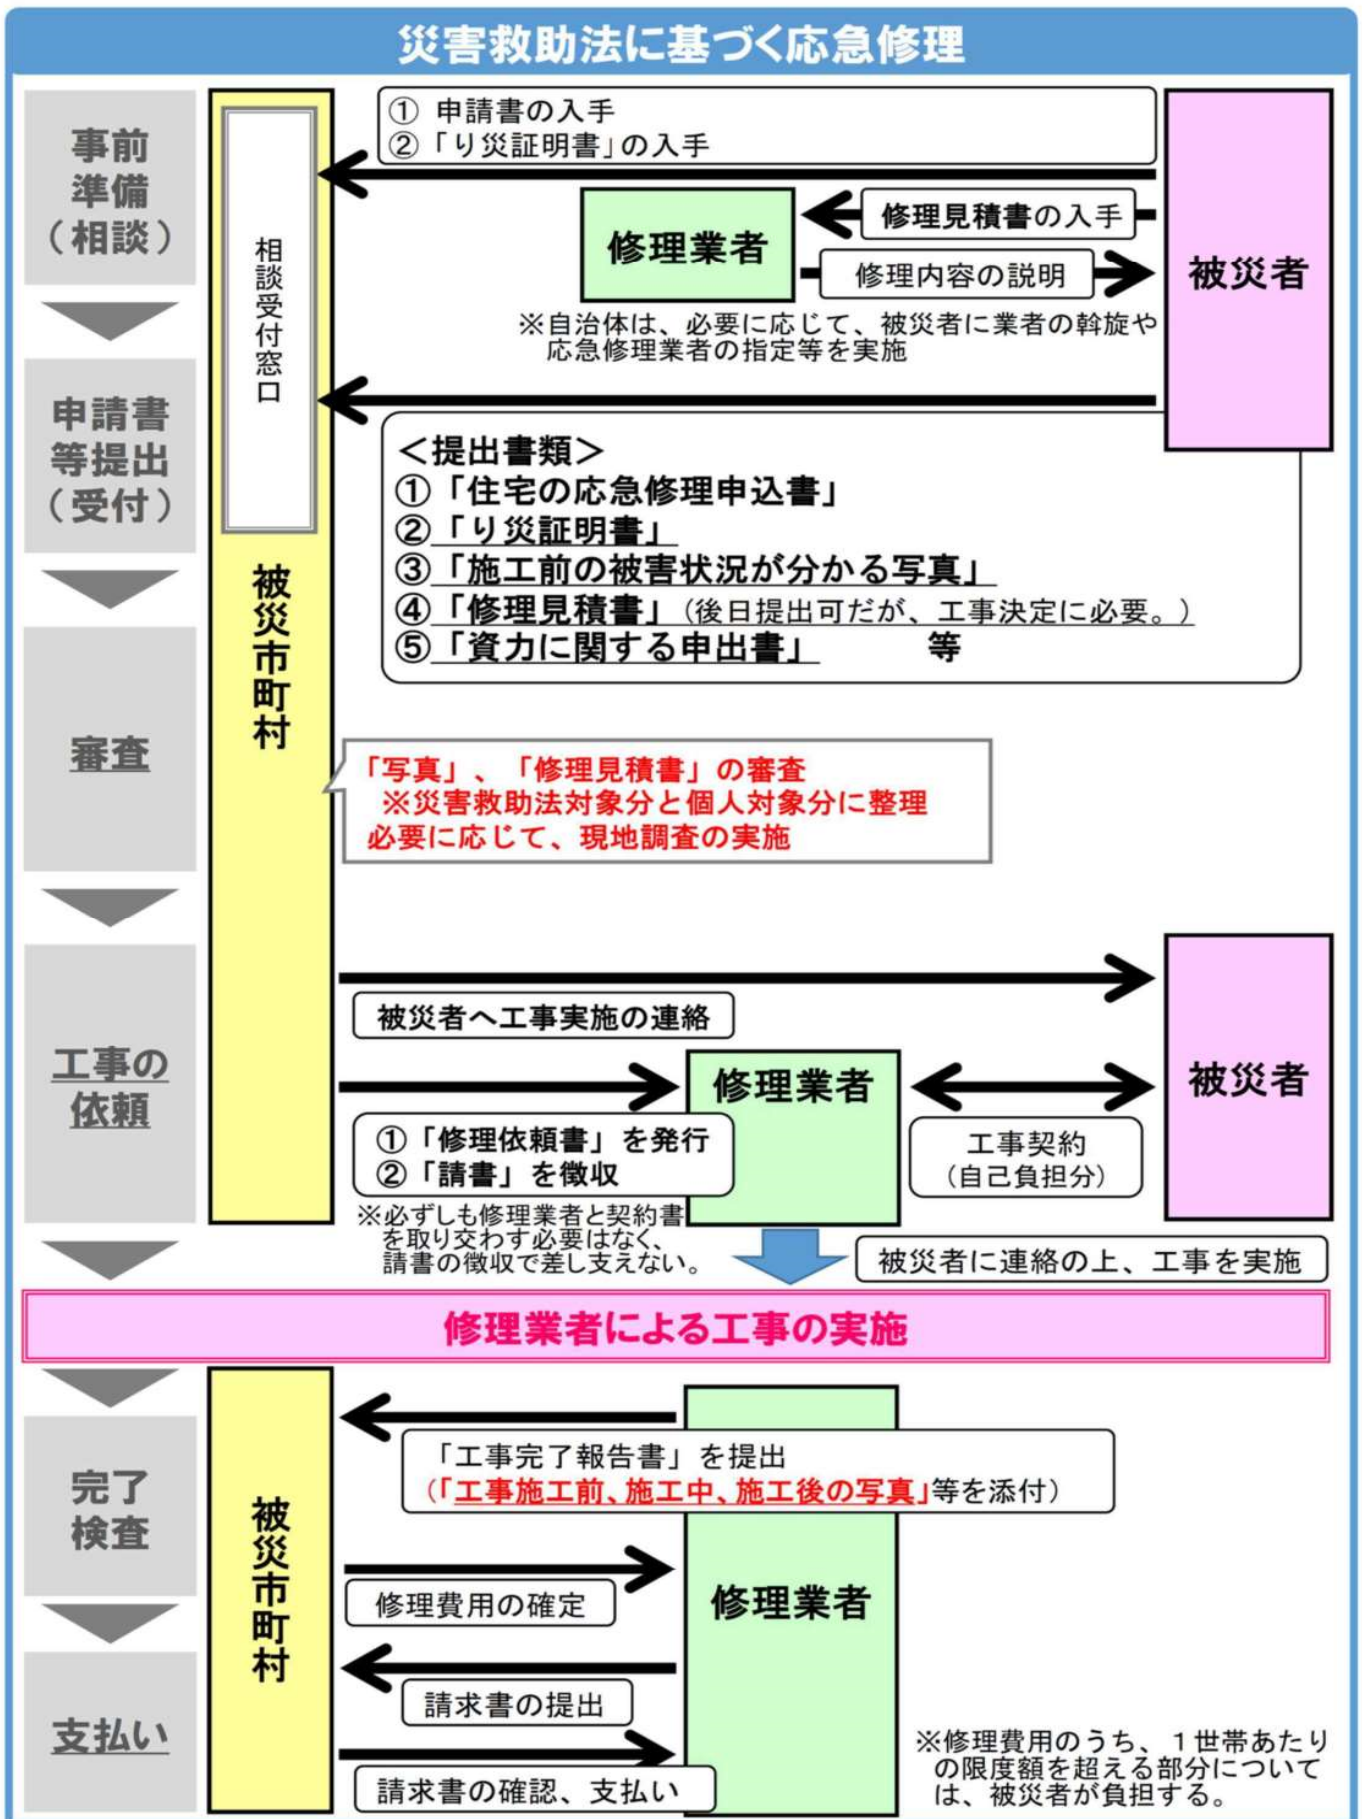 災害救助法に基づく応急修理
事前
準備
(相談)
相談受付窓口
① 申請書の入手
② 「り災証明書」の入手
修理業者
修理見積書の入手
修理内容の説明
被災者
※自治体は、必要に応じて、被災者に業者の斡旋や
応急修理業者の指定等を実施
申請書
等提出
(受付)
<提出書類>
①「住宅の応急修理申込書」
②「り災証明書」
③「施工前の被害状況が分かる写真」
④「修理見積書」(後日提出可だが、工事決定に必要。)
⑤「資力に関する申出書」 等
被災市町村
審査
「写真」、「修理見積書」の審査
※災害救助法対象分と個人対象分に整理
必要に応じて、現地調査の実施
工事の
依頼
被災者へ工事実施の連絡
修理業者
被災者
①「修理依頼書」を発行
②「請書」を徴収
工事契約
(自己負担分)
※必ずしも修理業者と契約書
を取り交わす必要はなく、
請書の徴収で差し支えない。
被災者に連絡の上、工事を実施
修理業者による工事の実施
完了
検査
被災市町村
「工事完了報告書」を提出
(「工事施工前、施工中、施工後の写真」等を添付)
修理費用の確定
修理業者
請求書の提出
支払い
請求書の確認、支払い
※修理費用のうち、1世帯あたり
の限度額を超える部分について
は、被災者が負担する。